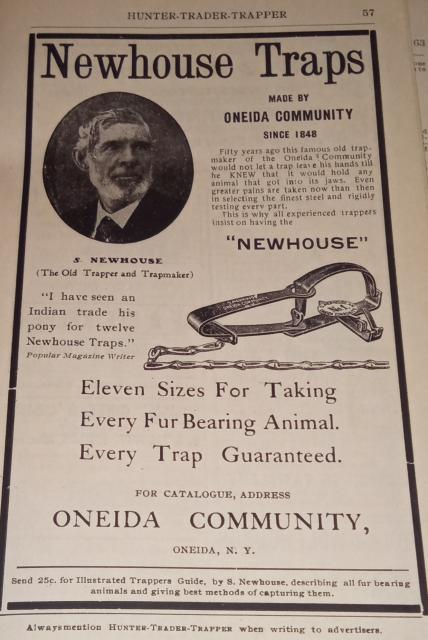 HUNTER-TRADER-TRAPPER 57
Newhouse Traps
MADE BY
ONEIDA COMMUNITY
SINCE 1848
Fifty years ago this famous old trap-
maker of the Oneida Community
would not let a trap leave his hands till
he KNEW that it would hold any
animal that got into its jaws. Even
greater pains are taken now than then
in selecting the finest steel and rigidly
testing every part.
This is why all experienced trappers
insist on having the
"NEWHOUSE"
S. NEWHOUSE
(The Old Trapper and Trapmaker)
"I have seen an
Indian trade his
pony for twelve
Newhouse Traps."
Popular Magazine Writer
Eleven Sizes For Taking
Every Fur Bearing Animal.
Every Trap Guaranteed.
FOR CATALOGUE, ADDRESS
ONEIDA COMMUNITY,
ONEIDA, N. Y.
Send 25c. for Illustrated Trappers Guide, by S. Newhouse, describing all fur bearing
animals and giving best methods of capturing them.
Always mention HUNTER-TRADER-TRAPPER when writing to advertisers.
63